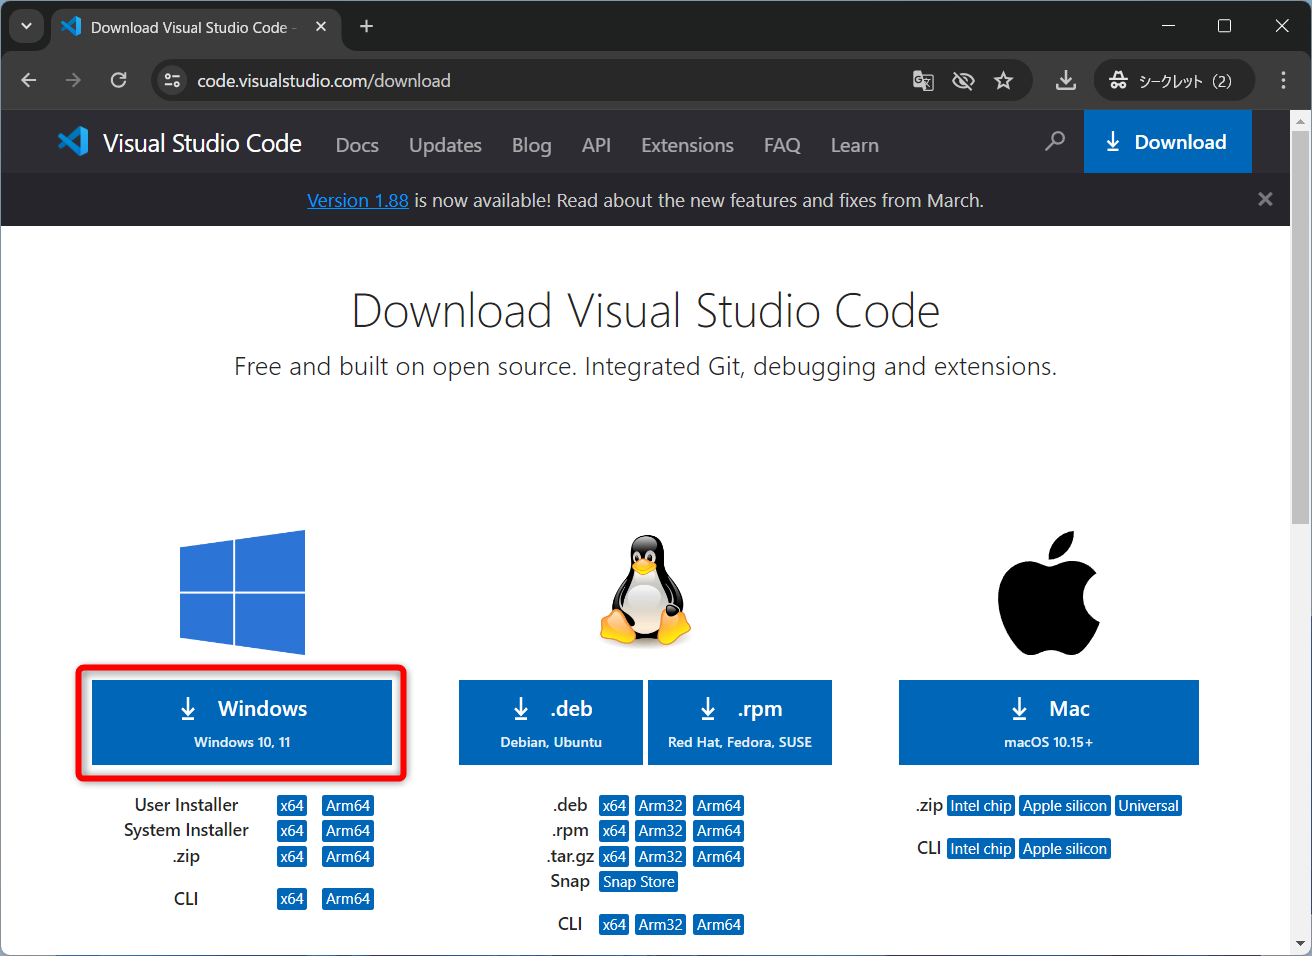 Download Visual Studio Code -
code.visualstudio.com/download
シークレット（2）
Visual Studio Code Docs Updates Blog API Extensions FAQ Learn Download
Version 1.88 is now available! Read about the new features and fixes from March.
Download Visual Studio Code
Free and built on open source. Integrated Git, debugging and extensions.
Windows
Windows 10, 11
User Installer x64 Arm64
System Installer x64 Arm64
.zip x64 Arm64
CLI x64 Arm64
.deb
Debian, Ubuntu
.rpm
Red Hat, Fedora, SUSE
.deb x64 Arm32 Arm64
.rpm x64 Arm32 Arm64
.tar.gz x64 Arm32 Arm64
Snap Snap Store
CLI x64 Arm32 Arm64
Mac
macOS 10.15+
.zip Intel chip Apple silicon Universal
CLI Intel chip Apple silicon